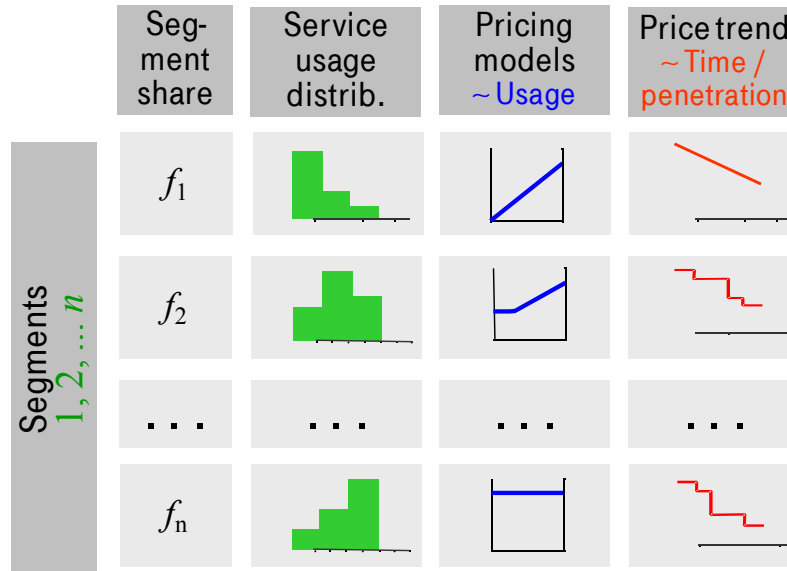 Seg-
ment
share
Service
usage
distrib.
Pricing
models
~ Usage
Price trend
~ Time /
penetration
Segments
1, 2, ... n
f1
f2
. . .
. . .
. . .
. . .
fn